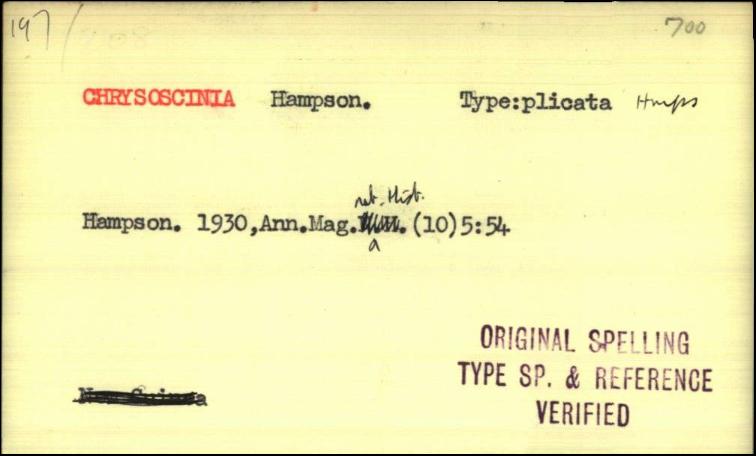 197 700
CHRYSOSCINIA Hampson. Type:plicata Hmps
nat. Hist.
Hampson. 1930,Ann.Mag. (10)5:54
ORIGINAL SPELLING
TYPE SP. & REFERENCE
VERIFIED